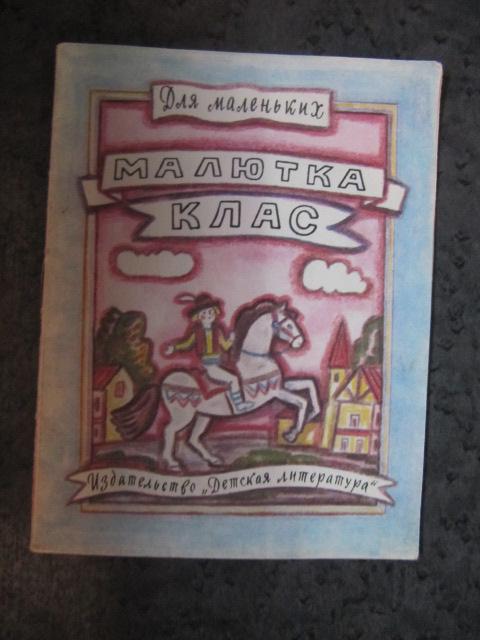 Для маленьких
МАЛЮТКА
КЛАС
Издательство „Детская литература"